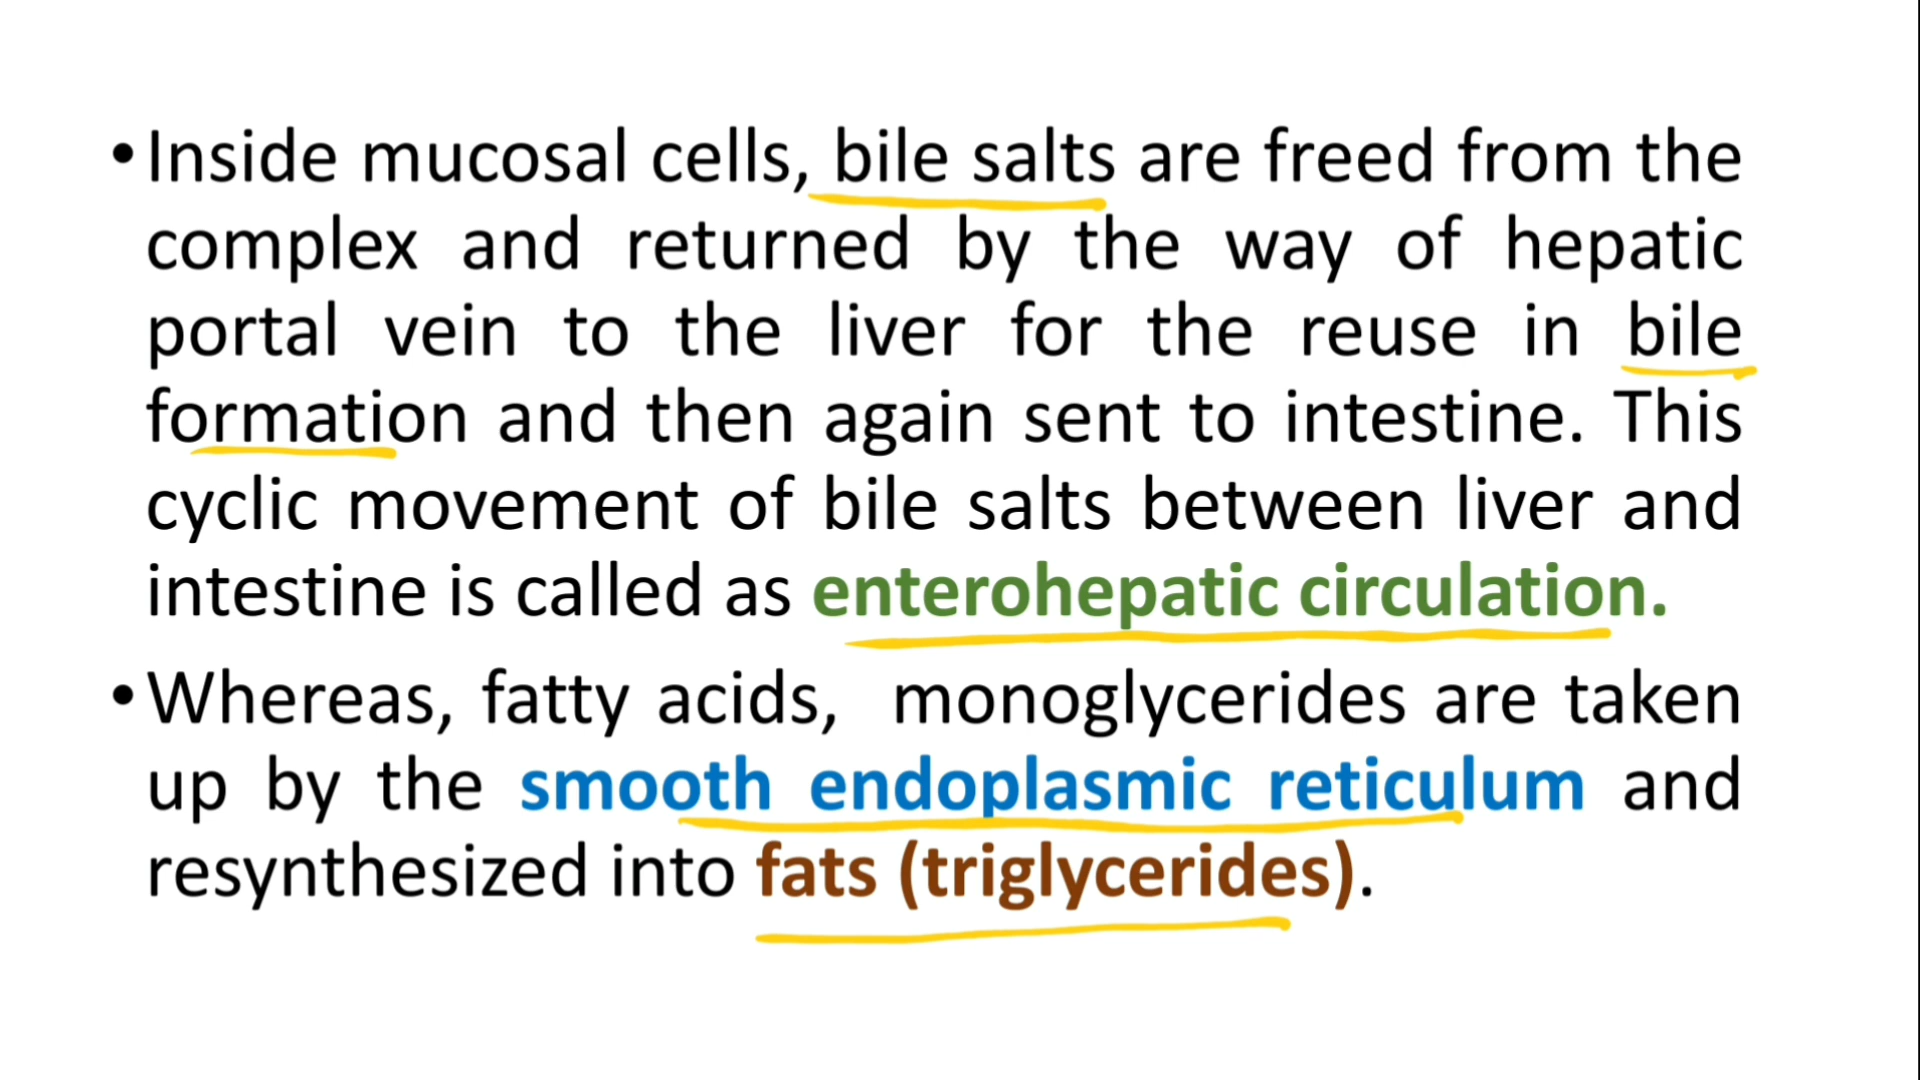 • Inside mucosal cells, bile salts are freed from the
complex and returned by the way of hepatic
portal vein to the liver for the reuse in bile
formation and then again sent to intestine. This
cyclic movement of bile salts between liver and
intestine is called as enterohepatic circulation.
• Whereas, fatty acids,  monoglycerides are taken
up by the smooth endoplasmic reticulum and
resynthesized into fats (triglycerides).